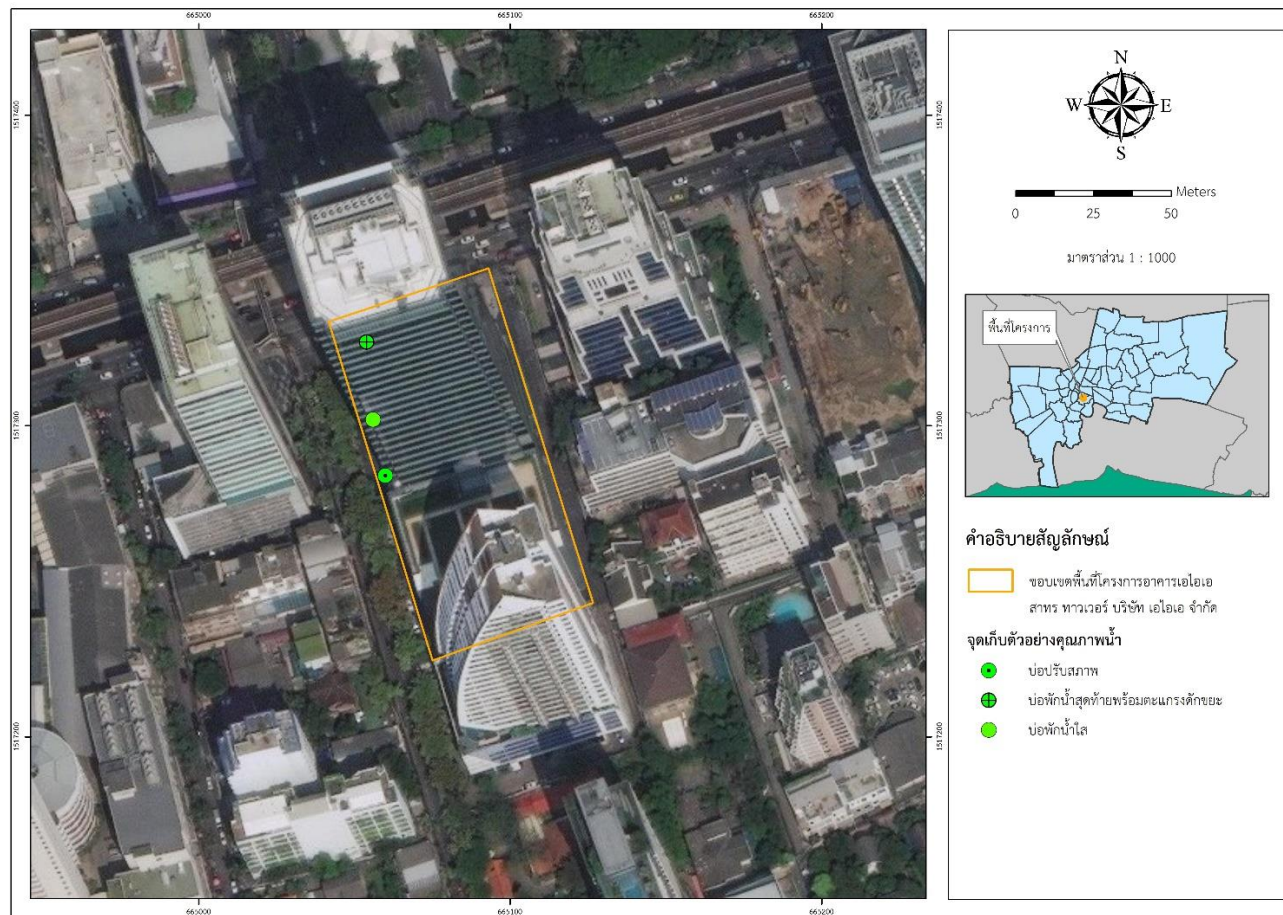 665000
665100
665200
1517400
1517400
1517300
1517300
1517200
1517200
665000
665100
665200
N
W
E
S
Meters
0
25
50
มาตราส่วน 1 : 1000
พื้นที่โครงการ
คำอธิบายสัญลักษณ์
ขอบเขตพื้นที่โครงการอาคารเอไอเอ
สาทร ทาวเวอร์ บริษัท เอไอเอ จำกัด
จุดเก็บตัวอย่างคุณภาพน้ำ
บ่อปรับสภาพ
บ่อพักน้ำสุดท้ายพร้อมตะแกรงดักขยะ
บ่อพักน้ำใส